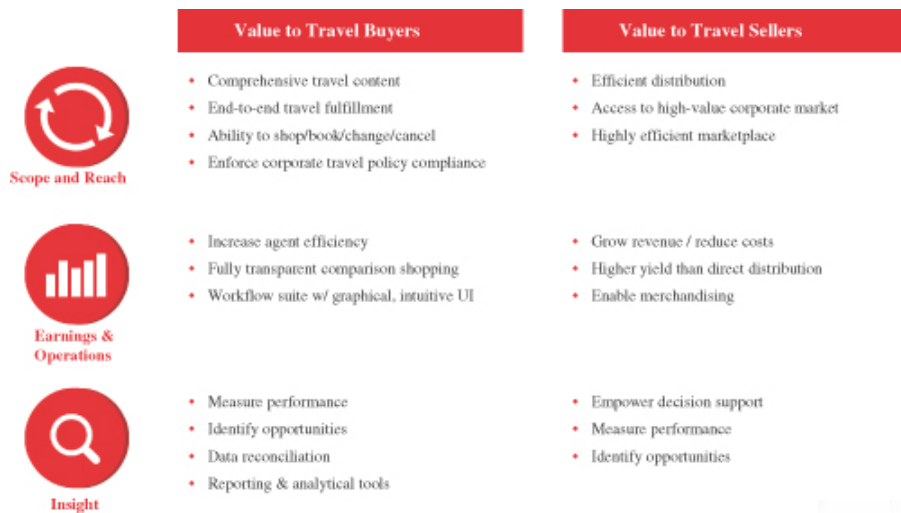 Value to Travel Buyers
Value to Travel Sellers
Scope and Reach
• Comprehensive travel content
• End-to-end travel fulfillment
• Ability to shop/book/change/cancel
• Enforce corporate travel policy compliance
• Efficient distribution
• Access to high-value corporate market
• Highly efficient marketplace
Earnings &
Operations
• Increase agent efficiency
• Fully transparent comparison shopping
• Workflow suite w/ graphical, intuitive UI
• Grow revenue / reduce costs
• Higher yield than direct distribution
• Enable merchandising
Insight
• Measure performance
• Identify opportunities
• Data reconciliation
• Reporting & analytical tools
• Empower decision support
• Measure performance
• Identify opportunities